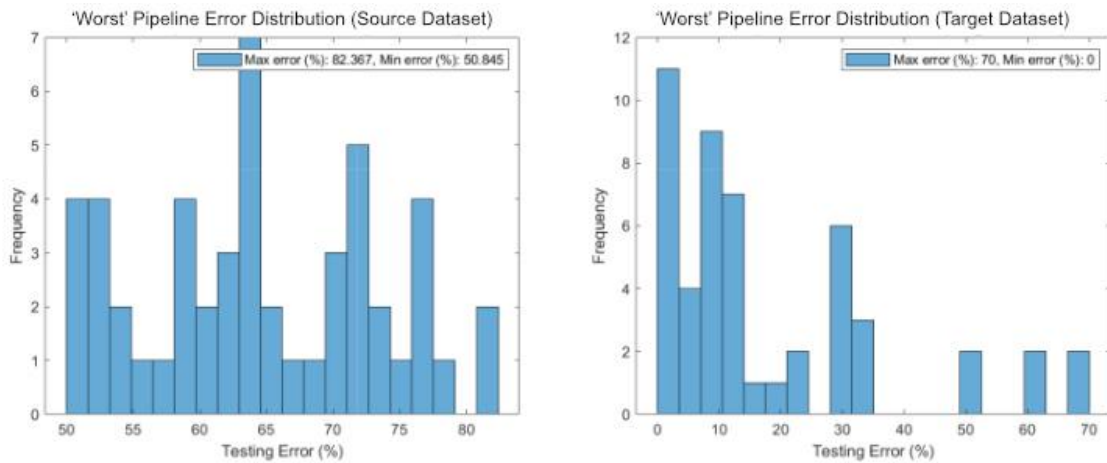 ‘Worst’ Pipeline Error Distribution (Source Dataset)
7
6
5
4
3
2
1
0
Frequency
Max error (%): 82.367, Min error (%): 50.845
50 55 60 65 70 75 80
Testing Error (%)
‘Worst’ Pipeline Error Distribution (Target Dataset)
12
10
8
6
4
2
0
Frequency
Max error (%): 70, Min error (%): 0
0 10 20 30 40 50 60 70
Testing Error (%)